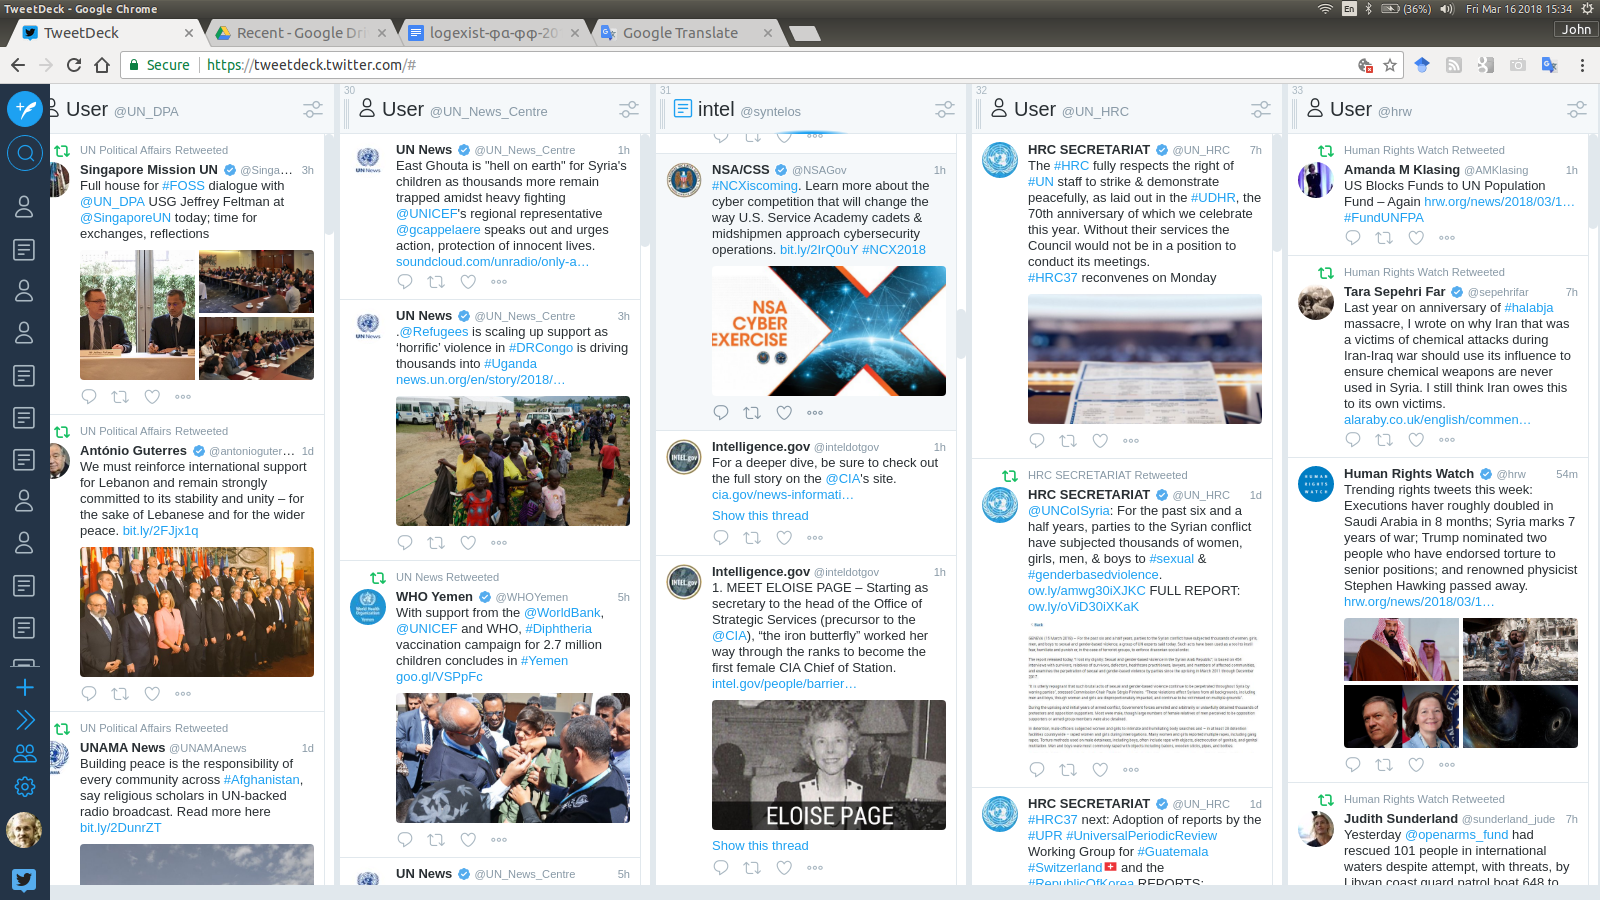 TweetDeck - Google Chrome
En
(36%)
Fri Mar 16 2018 15:34
TweetDeck
Recent - Google Dri
logexist-φα-φφ-20
Google Translate
John
Secure
https://tweetdeck.twitter.com/#
User @UN_DPA
UN Political Affairs Retweeted
Singapore Mission UN @Singa... 3h
Full house for #FOSS dialogue with
@UN_DPA USG Jeffrey Feltman at
@SingaporeUN today; time for
exchanges, reflections
UN Political Affairs Retweeted
António Guterres @antonioguter... 1d
We must reinforce international support
for Lebanon and remain strongly
committed to its stability and unity – for
the sake of Lebanese and for the wider
peace. bit.ly/2FJjx1q
UN Political Affairs Retweeted
UNAMA News @UNAMAnews 1d
Building peace is the responsibility of
every community across #Afghanistan,
say religious scholars in UN-backed
radio broadcast. Read more here
bit.ly/2DunrZT
30
User @UN_News_Centre
UN News @UN_News_Centre 1h
East Ghouta is "hell on earth" for Syria's
children as thousands more remain
trapped amidst heavy fighting
@UNICEF's regional representative
@gcappelaere speaks out and urges
action, protection of innocent lives.
soundcloud.com/unradio/only-a…
UN News @UN_News_Centre 3h
.@Refugees is scaling up support as
‘horrific’ violence in #DRCongo is driving
thousands into #Uganda
news.un.org/en/story/2018/…
UN News Retweeted
WHO Yemen @WHOYemen 5h
With support from the @WorldBank,
@UNICEF and WHO, #Diphtheria
vaccination campaign for 2.7 million
children concludes in #Yemen
goo.gl/VSPpFc
UN News @UN_News_Centre 5h
31
intel @syntelos
NSA/CSS @NSAGov 1h
#NCXiscoming. Learn more about the
cyber competition that will change the
way U.S. Service Academy cadets &
midshipmen approach cybersecurity
operations. bit.ly/2IrQ0uY #NCX2018
NSA
CYBER
EXERCISE
Intelligence.gov @inteldotgov 1h
INTEL.gov
For a deeper dive, be sure to check out
the full story on the @CIA's site.
cia.gov/news-informati…
Show this thread
Intelligence.gov @inteldotgov 1h
INTEL.gov
1. MEET ELOISE PAGE – Starting as
secretary to the head of the Office of
Strategic Services (precursor to the
@CIA), “the iron butterfly” worked her
way through the ranks to become the
first female CIA Chief of Station.
intel.gov/people/barrier…
ELOISE PAGE
Show this thread
32
User @UN_HRC
HRC SECRETARIAT @UN_HRC 7h
The #HRC fully respects the right of
#UN staff to strike & demonstrate
peacefully, as laid out in the #UDHR, the
70th anniversary of which we celebrate
this year. Without their services the
Council would not be in a position to
conduct its meetings.
#HRC37 reconvenes on Monday
HRC SECRETARIAT Retweeted
HRC SECRETARIAT @UN_HRC 1d
@UNCoISyria: For the past six and a
half years, parties to the Syrian conflict
have subjected thousands of women,
girls, men, & boys to #sexual &
#genderbasedviolence.
ow.ly/amwg30iXJKC FULL REPORT:
ow.ly/oViD30iXKaK
HRC SECRETARIAT @UN_HRC 1d
#HRC37 next: Adoption of reports by the
#UPR #UniversalPeriodicReview
Working Group for #Guatemala
#Switzerland and the
#RepublicOfKorea REPORTS:
33
User @hrw
Human Rights Watch Retweeted
Amanda M Klasing @AMKlasing 1h
US Blocks Funds to UN Population
Fund – Again hrw.org/news/2018/03/1…
#FundUNFPA
Human Rights Watch Retweeted
Tara Sepehri Far @sepehrifar 7h
Last year on anniversary of #halabja
massacre, I wrote on why Iran that was
a victims of chemical attacks during
Iran-Iraq war should use its influence to
ensure chemical weapons are never
used in Syria. I still think Iran owes this
to its own victims.
alaraby.co.uk/english/commen…
Human Rights Watch @hrw 54m
HUMAN
RIGHTS
WATCH
Trending rights tweets this week:
Executions haver roughly doubled in
Saudi Arabia in 8 months; Syria marks 7
years of war; Trump nominated two
people who have endorsed torture to
senior positions; and renowned physicist
Stephen Hawking passed away.
hrw.org/news/2018/03/1…
Human Rights Watch Retweeted
Judith Sunderland @sunderland_jude 7h
Yesterday @openarms_fund had
rescued 101 people in international
waters despite attempt, with threats, by
Libyan coast guard patrol boat 648 to